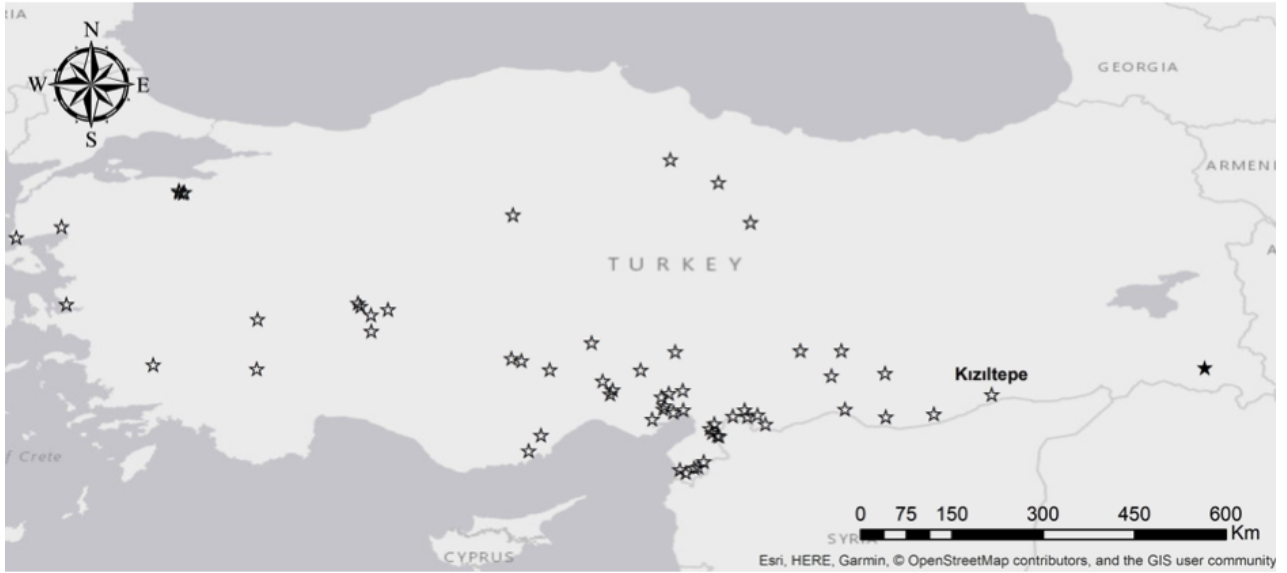 RIA
N
W E
S
GEORGIA
ARMENI
A
TURKEY
Kızıltepe
f Crete
CYPRUS
SYRIA
0 75 150 300 450 600
Km
Esri, HERE, Garmin, © OpenStreetMap contributors, and the GIS user community